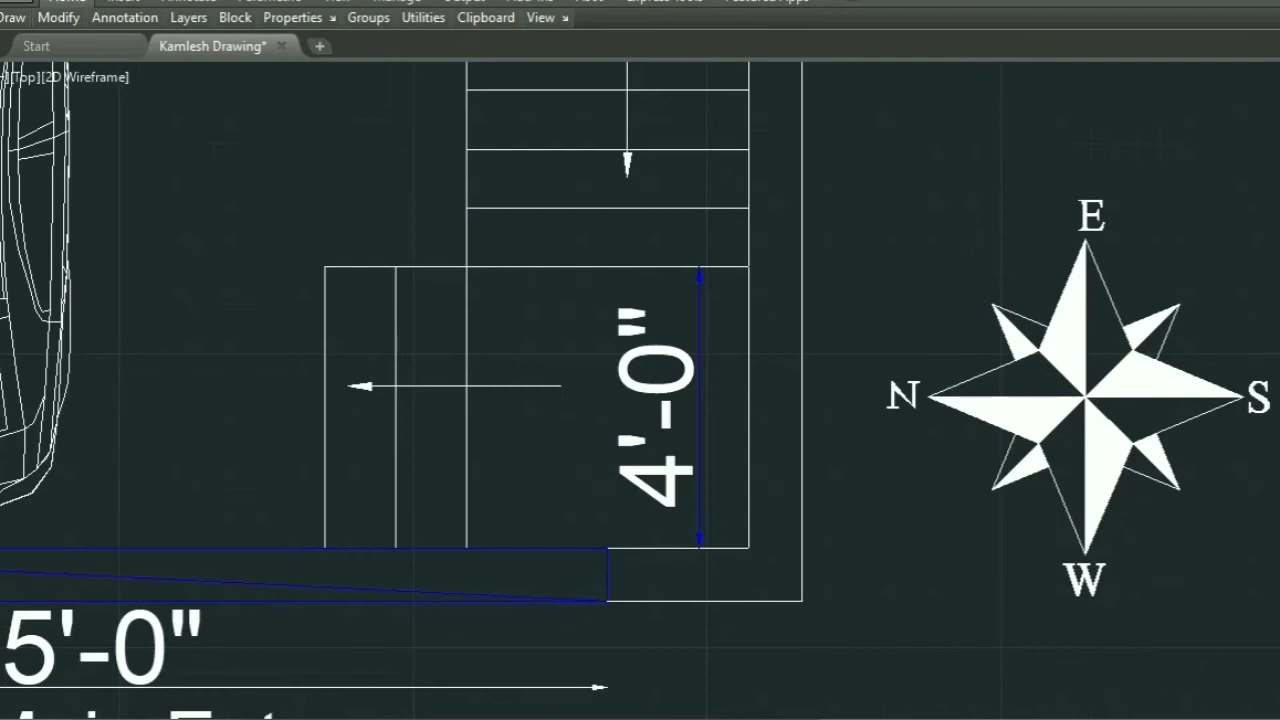 Draw Modify Annotation Layers Block Properties Groups Utilities Clipboard View
Start Kamlesh Drawing*
][Top][2D Wireframe]
E
N
S
W
4'-0"
5'-0"